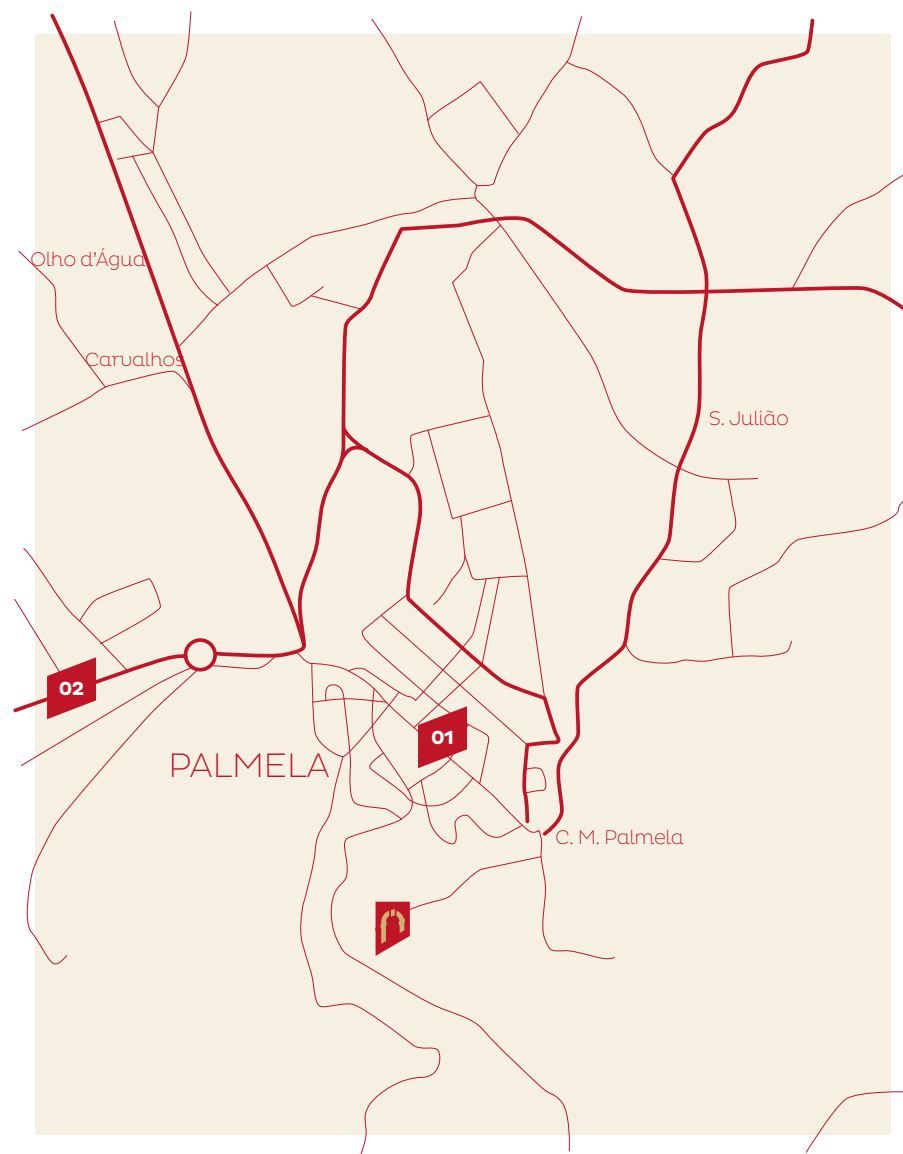 Olho d'Água
Carvalhos
S. Julião
02
01
PALMELA
C. M. Palmela